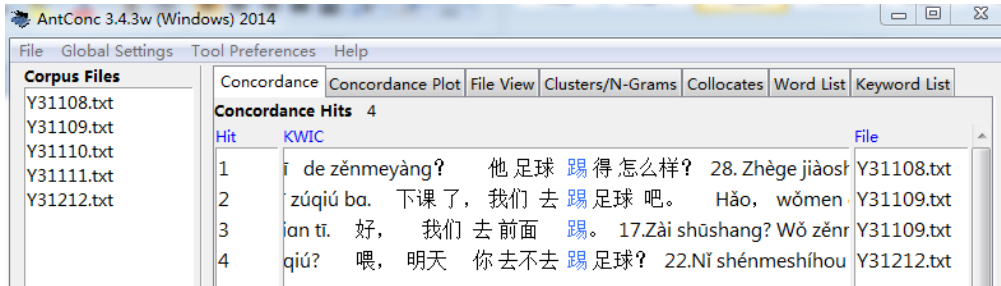 AntConc 3.4.3w (Windows) 2014
File Global Settings Tool Preferences Help
Corpus Files
Y31108.txt
Y31109.txt
Y31110.txt
Y31111.txt
Y31212.txt
Concordance Concordance Plot File View Clusters/N-Grams Collocates Word List Keyword List
Concordance Hits 4
Hit KWIC File
1 ī de zěnmeyàng? 他 足球 踢 得 怎么样? 28. Zhège jiàosh Y31108.txt
2 zúqiú ba. 下课 了, 我们 去 踢 足球 吧。 Hǎo, wǒmen Y31109.txt
3 ian tī. 好, 我们 去 前面 踢。 17.Zài shūshang? Wǒ zěnm Y31109.txt
4 qiú? 喂, 明天 你 去不去 踢 足球? 22.Nǐ shénmeshíhou Y31212.txt